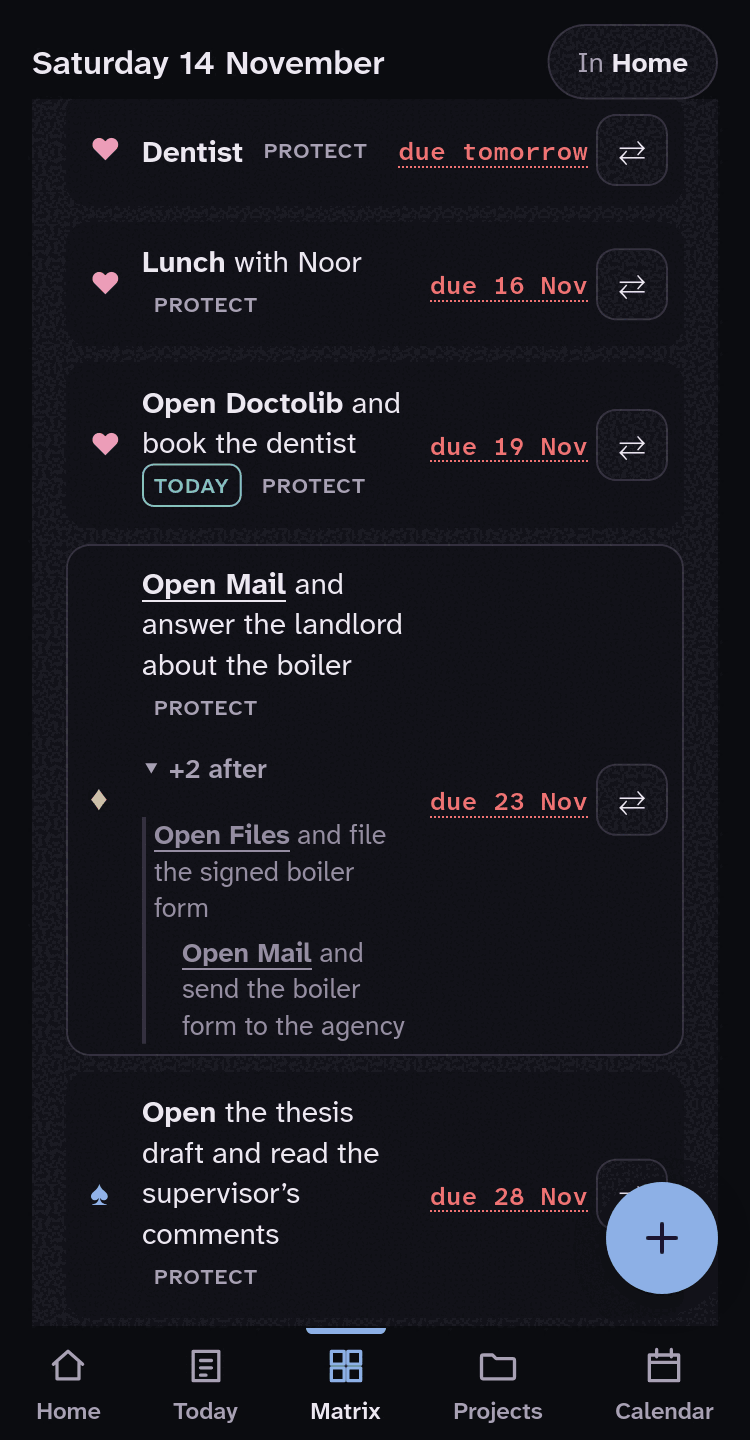 Saturday 14 November
In Home
Dentist PROTECT due tomorrow
Lunch with Noor
PROTECT
due 16 Nov
Open Doctolib and
book the dentist
TODAY PROTECT
due 19 Nov
Open Mail and
answer the landlord
about the boiler
PROTECT
+2 after
due 23 Nov
Open Files and file
the signed boiler
form
Open Mail and
send the boiler
form to the agency
Open the thesis
draft and read the
supervisor’s
comments
PROTECT
due 28 Nov
Home
Today
Matrix
Projects
Calendar